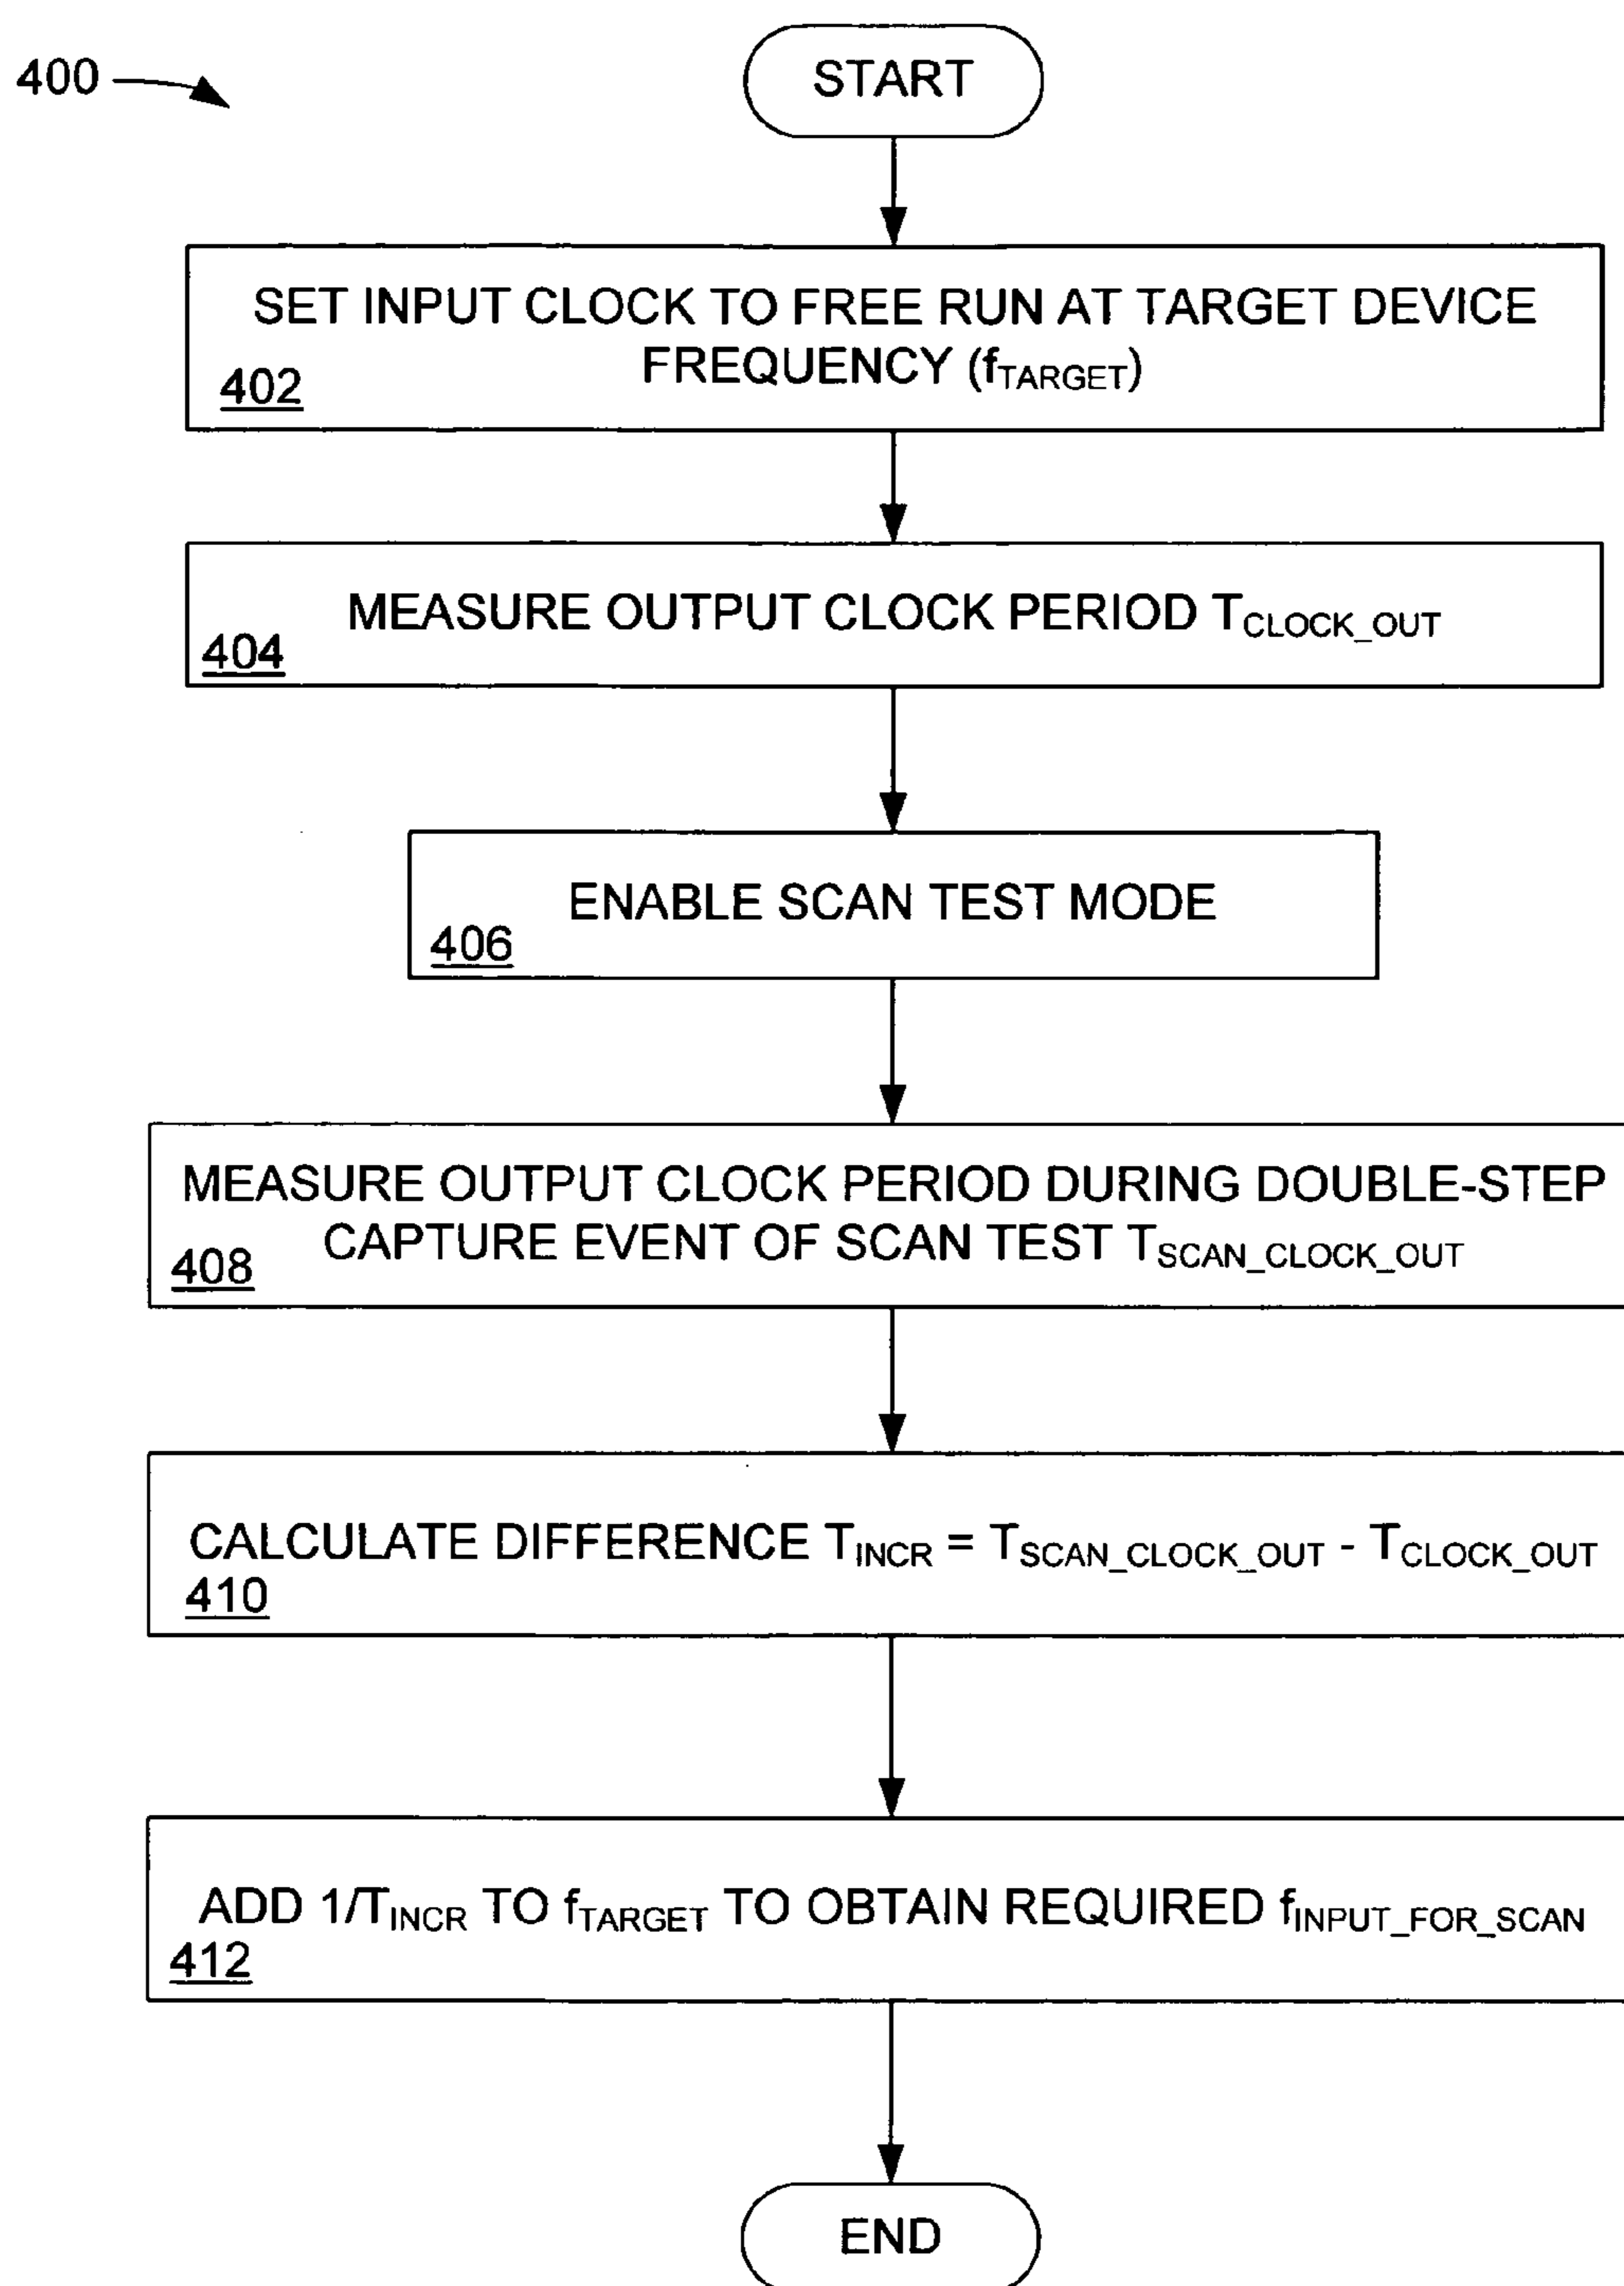 400
START
SET INPUT CLOCK TO FREE RUN AT TARGET DEVICE
FREQUENCY (fTARGET)
402
MEASURE OUTPUT CLOCK PERIOD TCLOCK_OUT
404
ENABLE SCAN TEST MODE
406
MEASURE OUTPUT CLOCK PERIOD DURING DOUBLE-STEP
CAPTURE EVENT OF SCAN TEST TSCAN_CLOCK_OUT
408
CALCULATE DIFFERENCE TINCR = TSCAN_CLOCK_OUT - TCLOCK_OUT
410
ADD 1/TINCR TO fTARGET TO OBTAIN REQUIRED fINPUT_FOR_SCAN
412
END